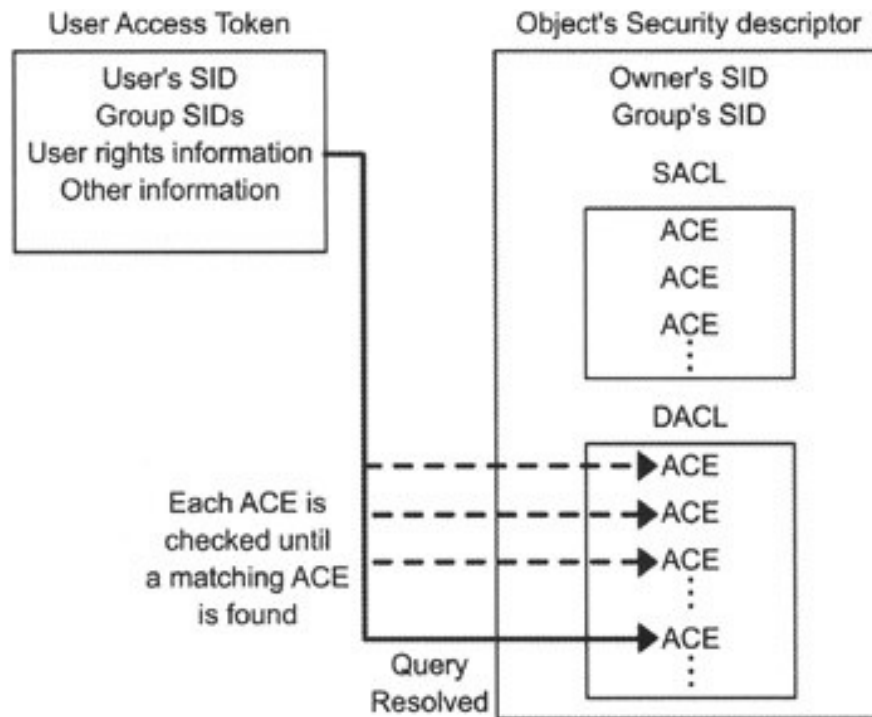 User Access Token
User's SID
Group SIDs
User rights information
Other information
Object's Security descriptor
Owner's SID
Group's SID
SACL
ACE
ACE
ACE
DACL
ACE
ACE
ACE
ACE
Each ACE is
checked until
a matching ACE
is found
Query
Resolved